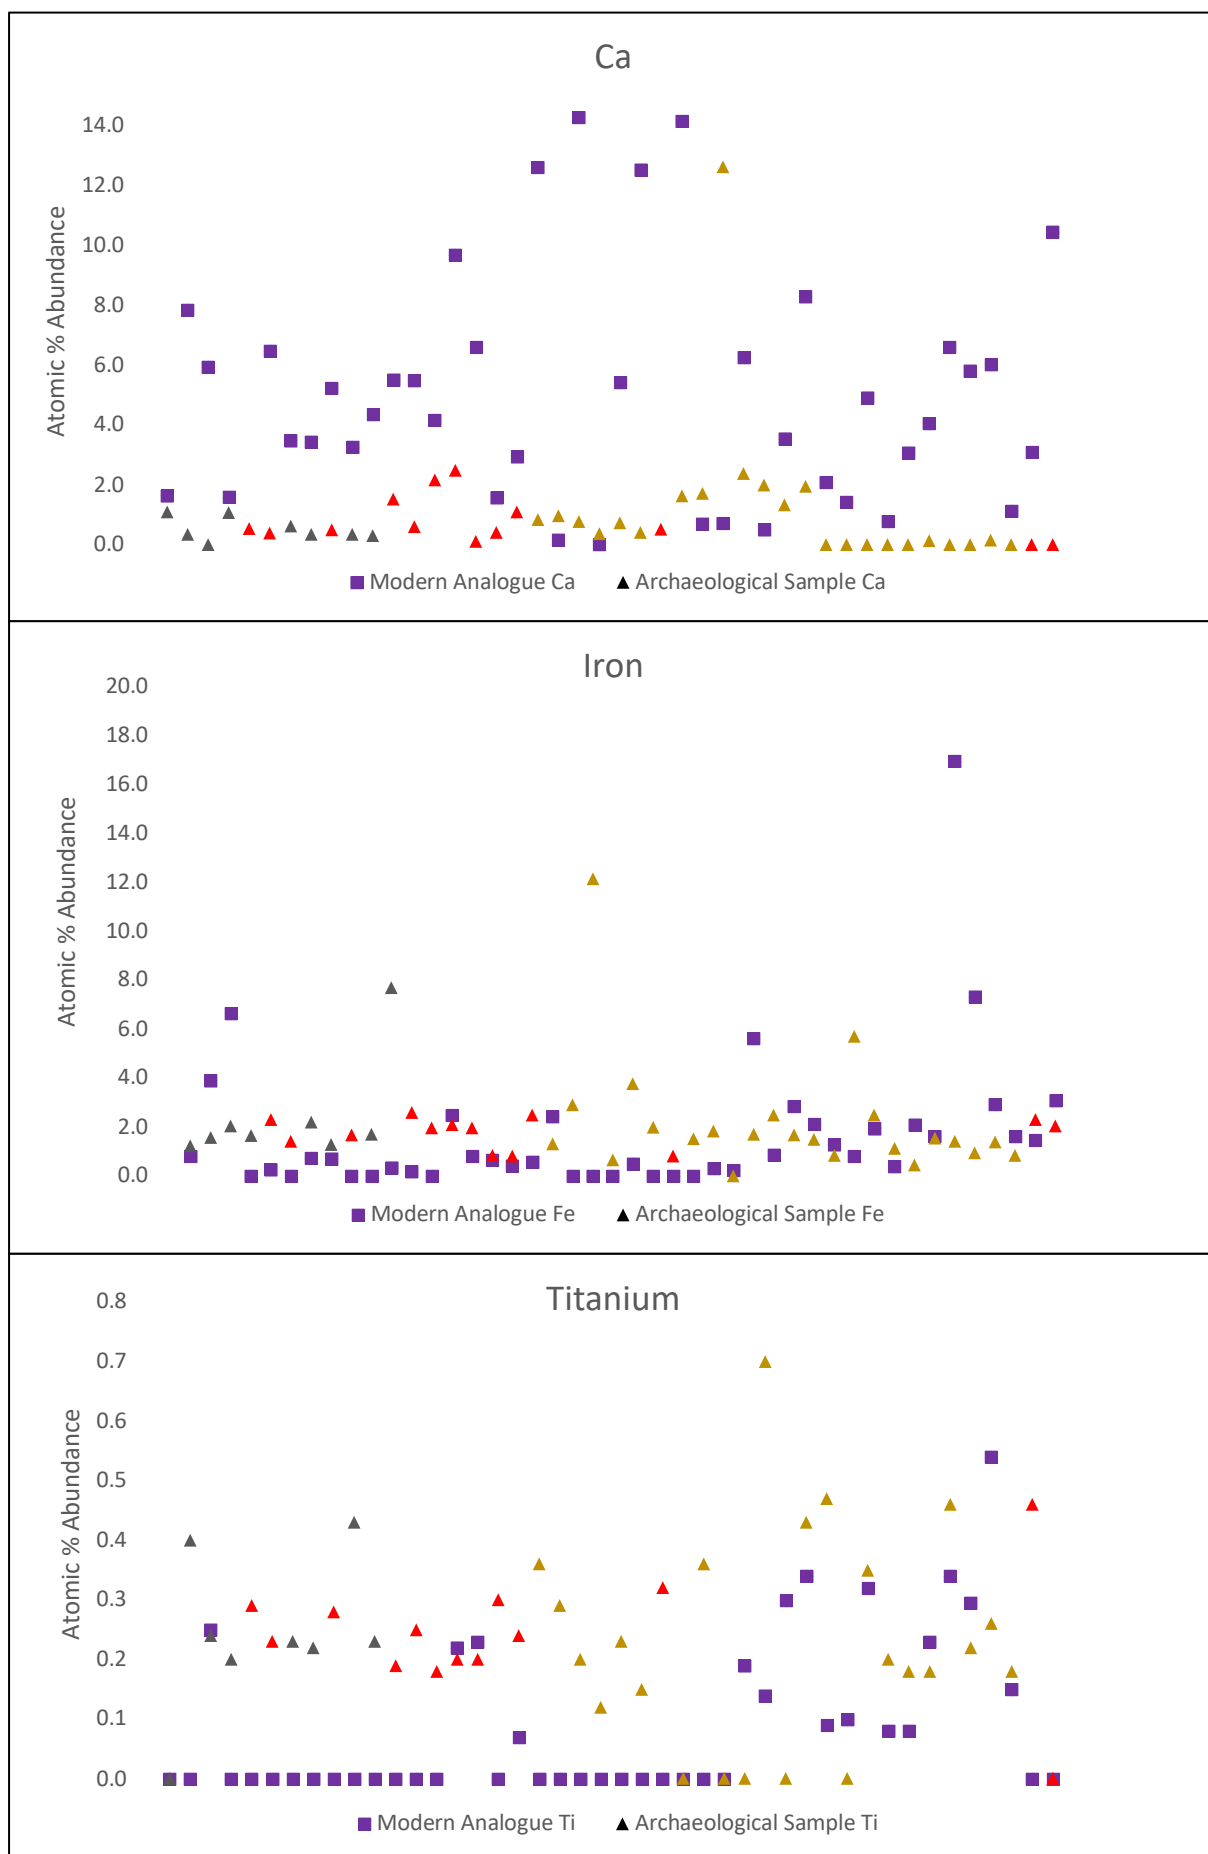 Ca
Atomic % Abundance
14.0
12.0
10.0
8.0
6.0
4.0
2.0
0.0
Modern Analogue Ca
Archaeological Sample Ca
Iron
Atomic % Abundance
20.0
18.0
16.0
14.0
12.0
10.0
8.0
6.0
4.0
2.0
0.0
Modern Analogue Fe
Archaeological Sample Fe
Titanium
Atomic % Abundance
0.8
0.7
0.6
0.5
0.4
0.3
0.2
0.1
0.0
Modern Analogue Ti
Archaeological Sample Ti